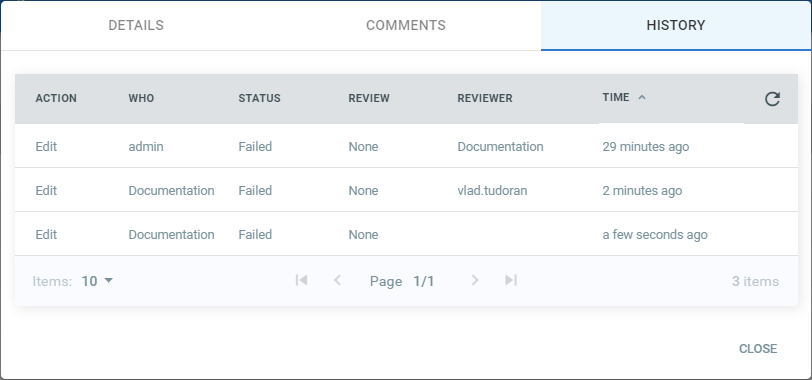 DETAILS COMMENTS HISTORY
ACTION WHO STATUS REVIEW REVIEWER TIME
Edit admin Failed None Documentation 29 minutes ago
Edit Documentation Failed None vlad.tudoran 2 minutes ago
Edit Documentation Failed None a few seconds ago
Items: 10 Page 1/1 3 items
CLOSE